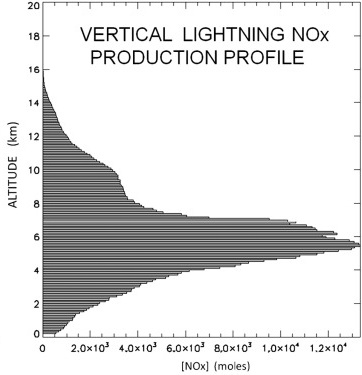 VERTICAL LIGHTNING NOx
PRODUCTION PROFILE
20
18
16
14
12
10
8
6
4
2
0
ALTITUDE (km)
0 2.0×10³ 4.0×10³ 6.0×10³ 8.0×10³ 1.0×10⁴ 1.2×10⁴
[NOx] (moles)